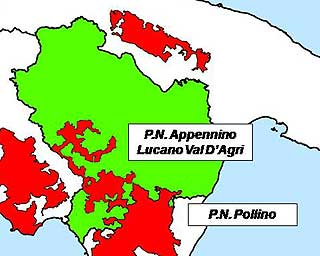 P.N. Appennino
Lucano Val D'Agri
P.N. Pollino